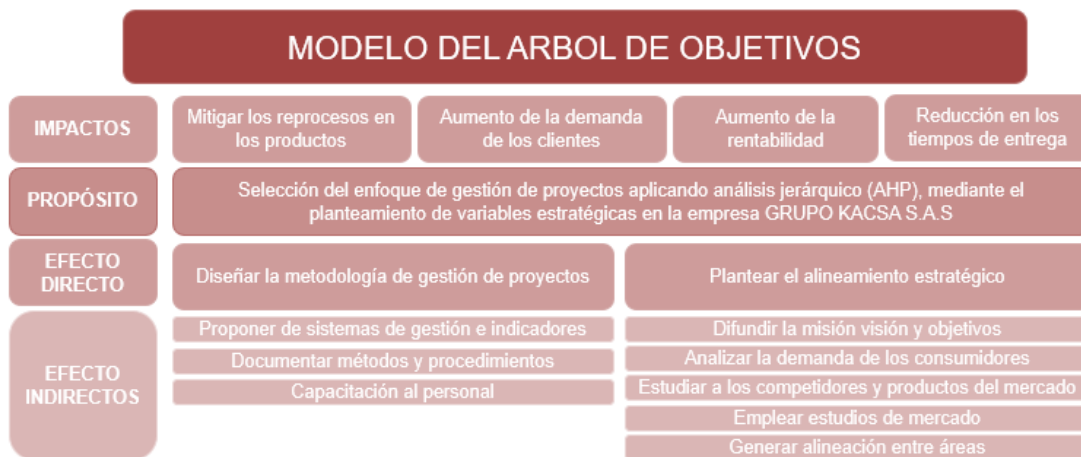 MODELO DEL ARBOL DE OBJETIVOS
IMPACTOS
Mitigar los reprocesos en
los productos
Aumento de la demanda
de los clientes
Aumento de la
rentabilidad
Reducción en los
tiempos de entrega
PROPÓSITO
Selección del enfoque de gestión de proyectos aplicando análisis jerárquico (AHP), mediante el
planteamiento de variables estratégicas en la empresa GRUPO KACSA S.A.S
EFECTO
DIRECTO
Diseñar la metodología de gestión de proyectos
Plantear el alineamiento estratégico
EFECTO
INDIRECTOS
Proponer de sistemas de gestión e indicadores
Documentar métodos y procedimientos
Capacitación al personal
Difundir la misión visión y objetivos
Analizar la demanda de los consumidores
Estudiar a los competidores y productos del mercado
Emplear estudios de mercado
Generar alineación entre áreas